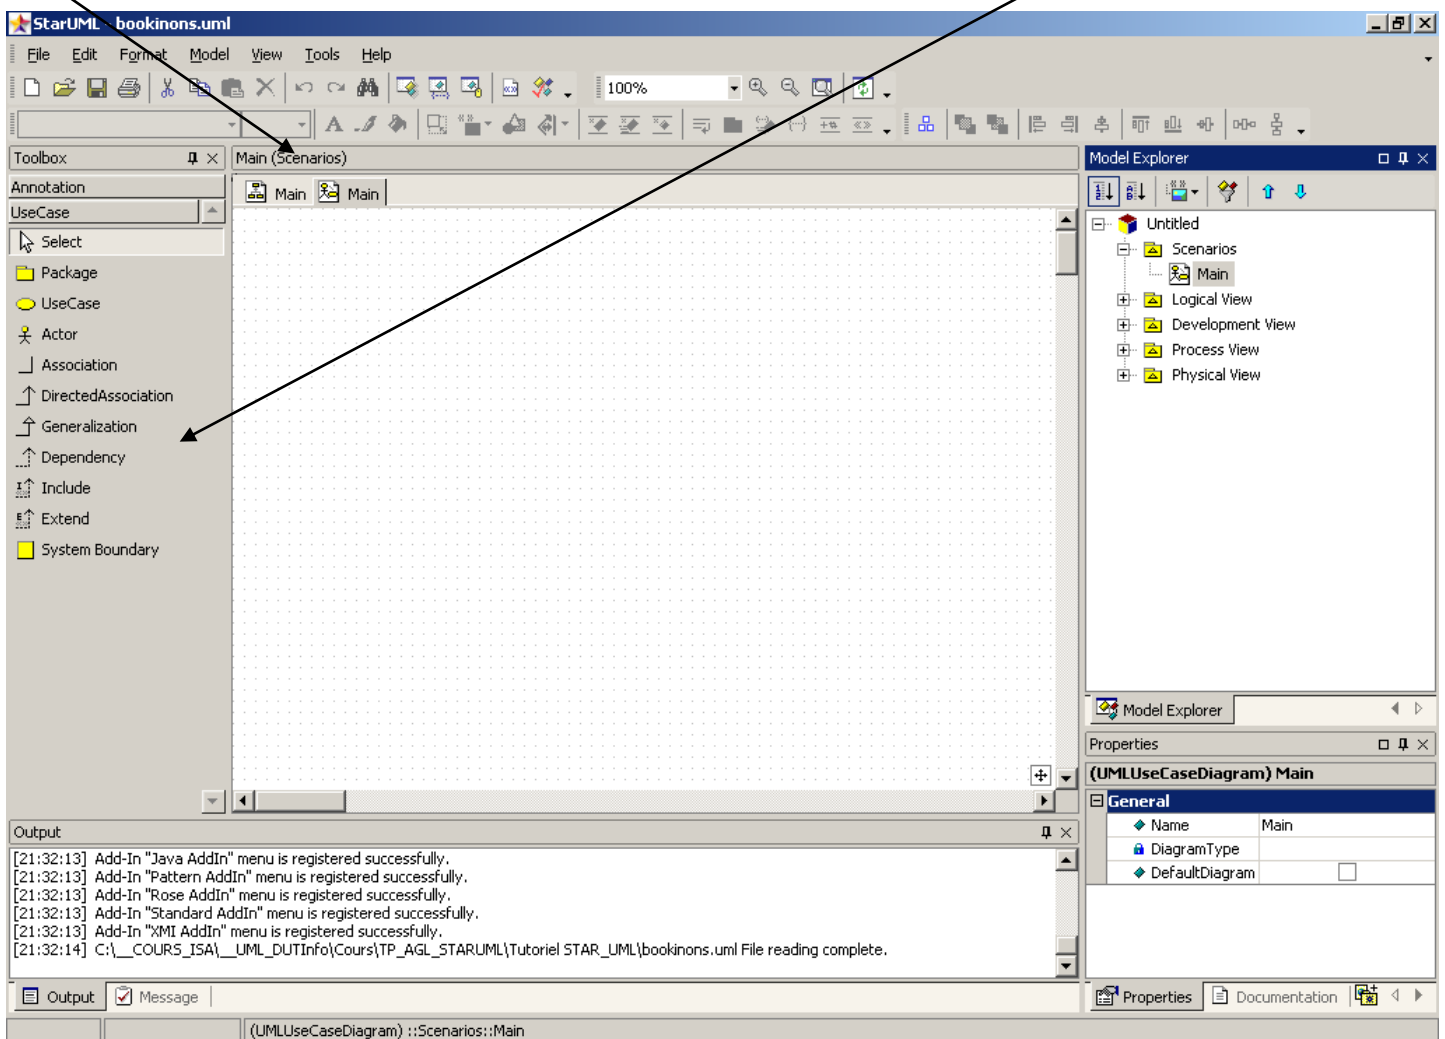 StarUML - bookinons.uml
File Edit Format Model View Tools Help
100%
Toolbox
Main (Scenarios)
Model Explorer
Annotation
Main Main
UseCase
Select
Package
UseCase
Actor
Association
DirectedAssociation
Generalization
Dependency
Include
Extend
System Boundary
Untitled
Scenarios
Main
Logical View
Development View
Process View
Physical View
Model Explorer
Properties
(UMLUseCaseDiagram) Main
General
Name Main
DiagramType
DefaultDiagram
Output
[21:32:13] Add-In "Java AddIn" menu is registered successfully.
[21:32:13] Add-In "Pattern AddIn" menu is registered successfully.
[21:32:13] Add-In "Rose AddIn" menu is registered successfully.
[21:32:13] Add-In "Standard AddIn" menu is registered successfully.
[21:32:13] Add-In "XMI AddIn" menu is registered successfully.
[21:32:14] C:\__COURS_ISA\__UML_DUTInfo\Cours\TP_AGL_STARUML\Tutoriel STAR_UML\bookinons.uml File reading complete.
Output Message
Properties Documentation
(UMLUseCaseDiagram) ::Scenarios::Main